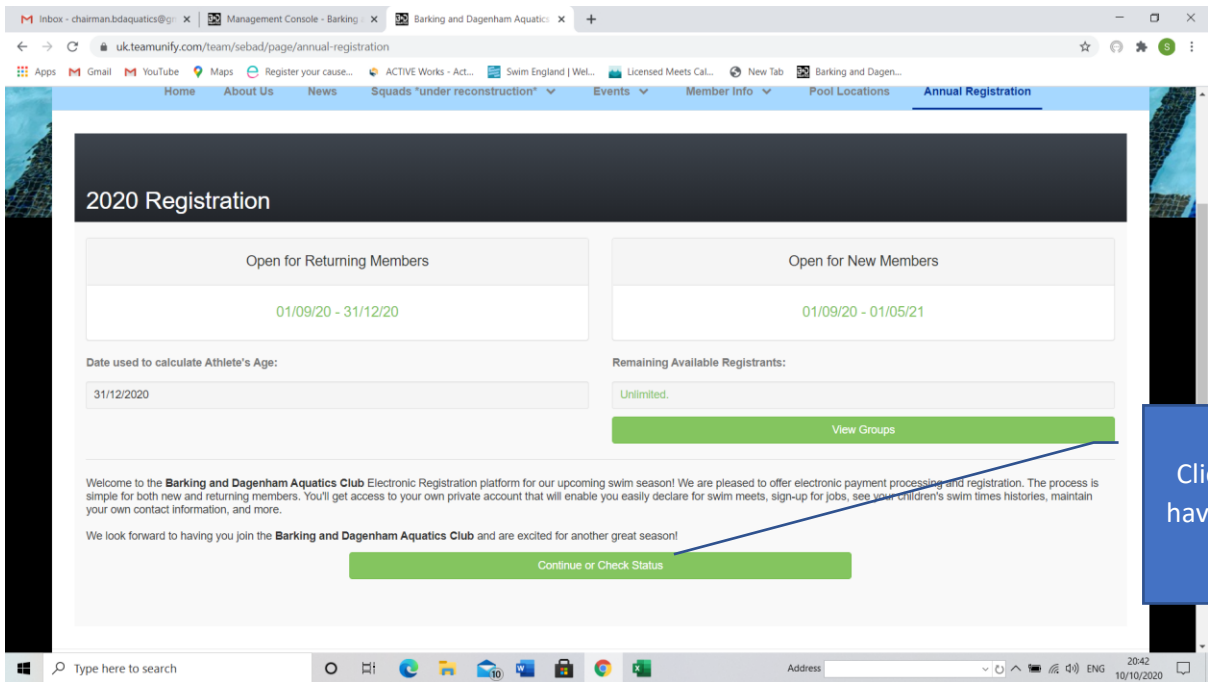 Inbox - chairman.bdaquatics@gm
Management Console - Barking a
Barking and Dagenham Aquatics
uk.teamunify.com/team/sebad/page/annual-registration
S
Apps Gmail YouTube Maps Register your cause... ACTIVE Works - Act... Swim England | Wel... Licensed Meets Cal... New Tab Barking and Dagen...
Home About Us News Squads *under reconstruction* Events Member Info Pool Locations Annual Registration
2020 Registration
Open for Returning Members
01/09/20 - 31/12/20
Open for New Members
01/09/20 - 01/05/21
Date used to calculate Athlete's Age:
31/12/2020
Remaining Available Registrants:
Unlimited.
View Groups
Welcome to the Barking and Dagenham Aquatics Club Electronic Registration platform for our upcoming swim season! We are pleased to offer electronic payment processing and registration. The process is
simple for both new and returning members. You'll get access to your own private account that will enable you easily declare for swim meets, sign-up for jobs, see your children's swim times histories, maintain
your own contact information, and more.
We look forward to having you join the Barking and Dagenham Aquatics Club and are excited for another great season!
Continue or Check Status
Type here to search
10
Address
ENG
20:42
10/10/2020